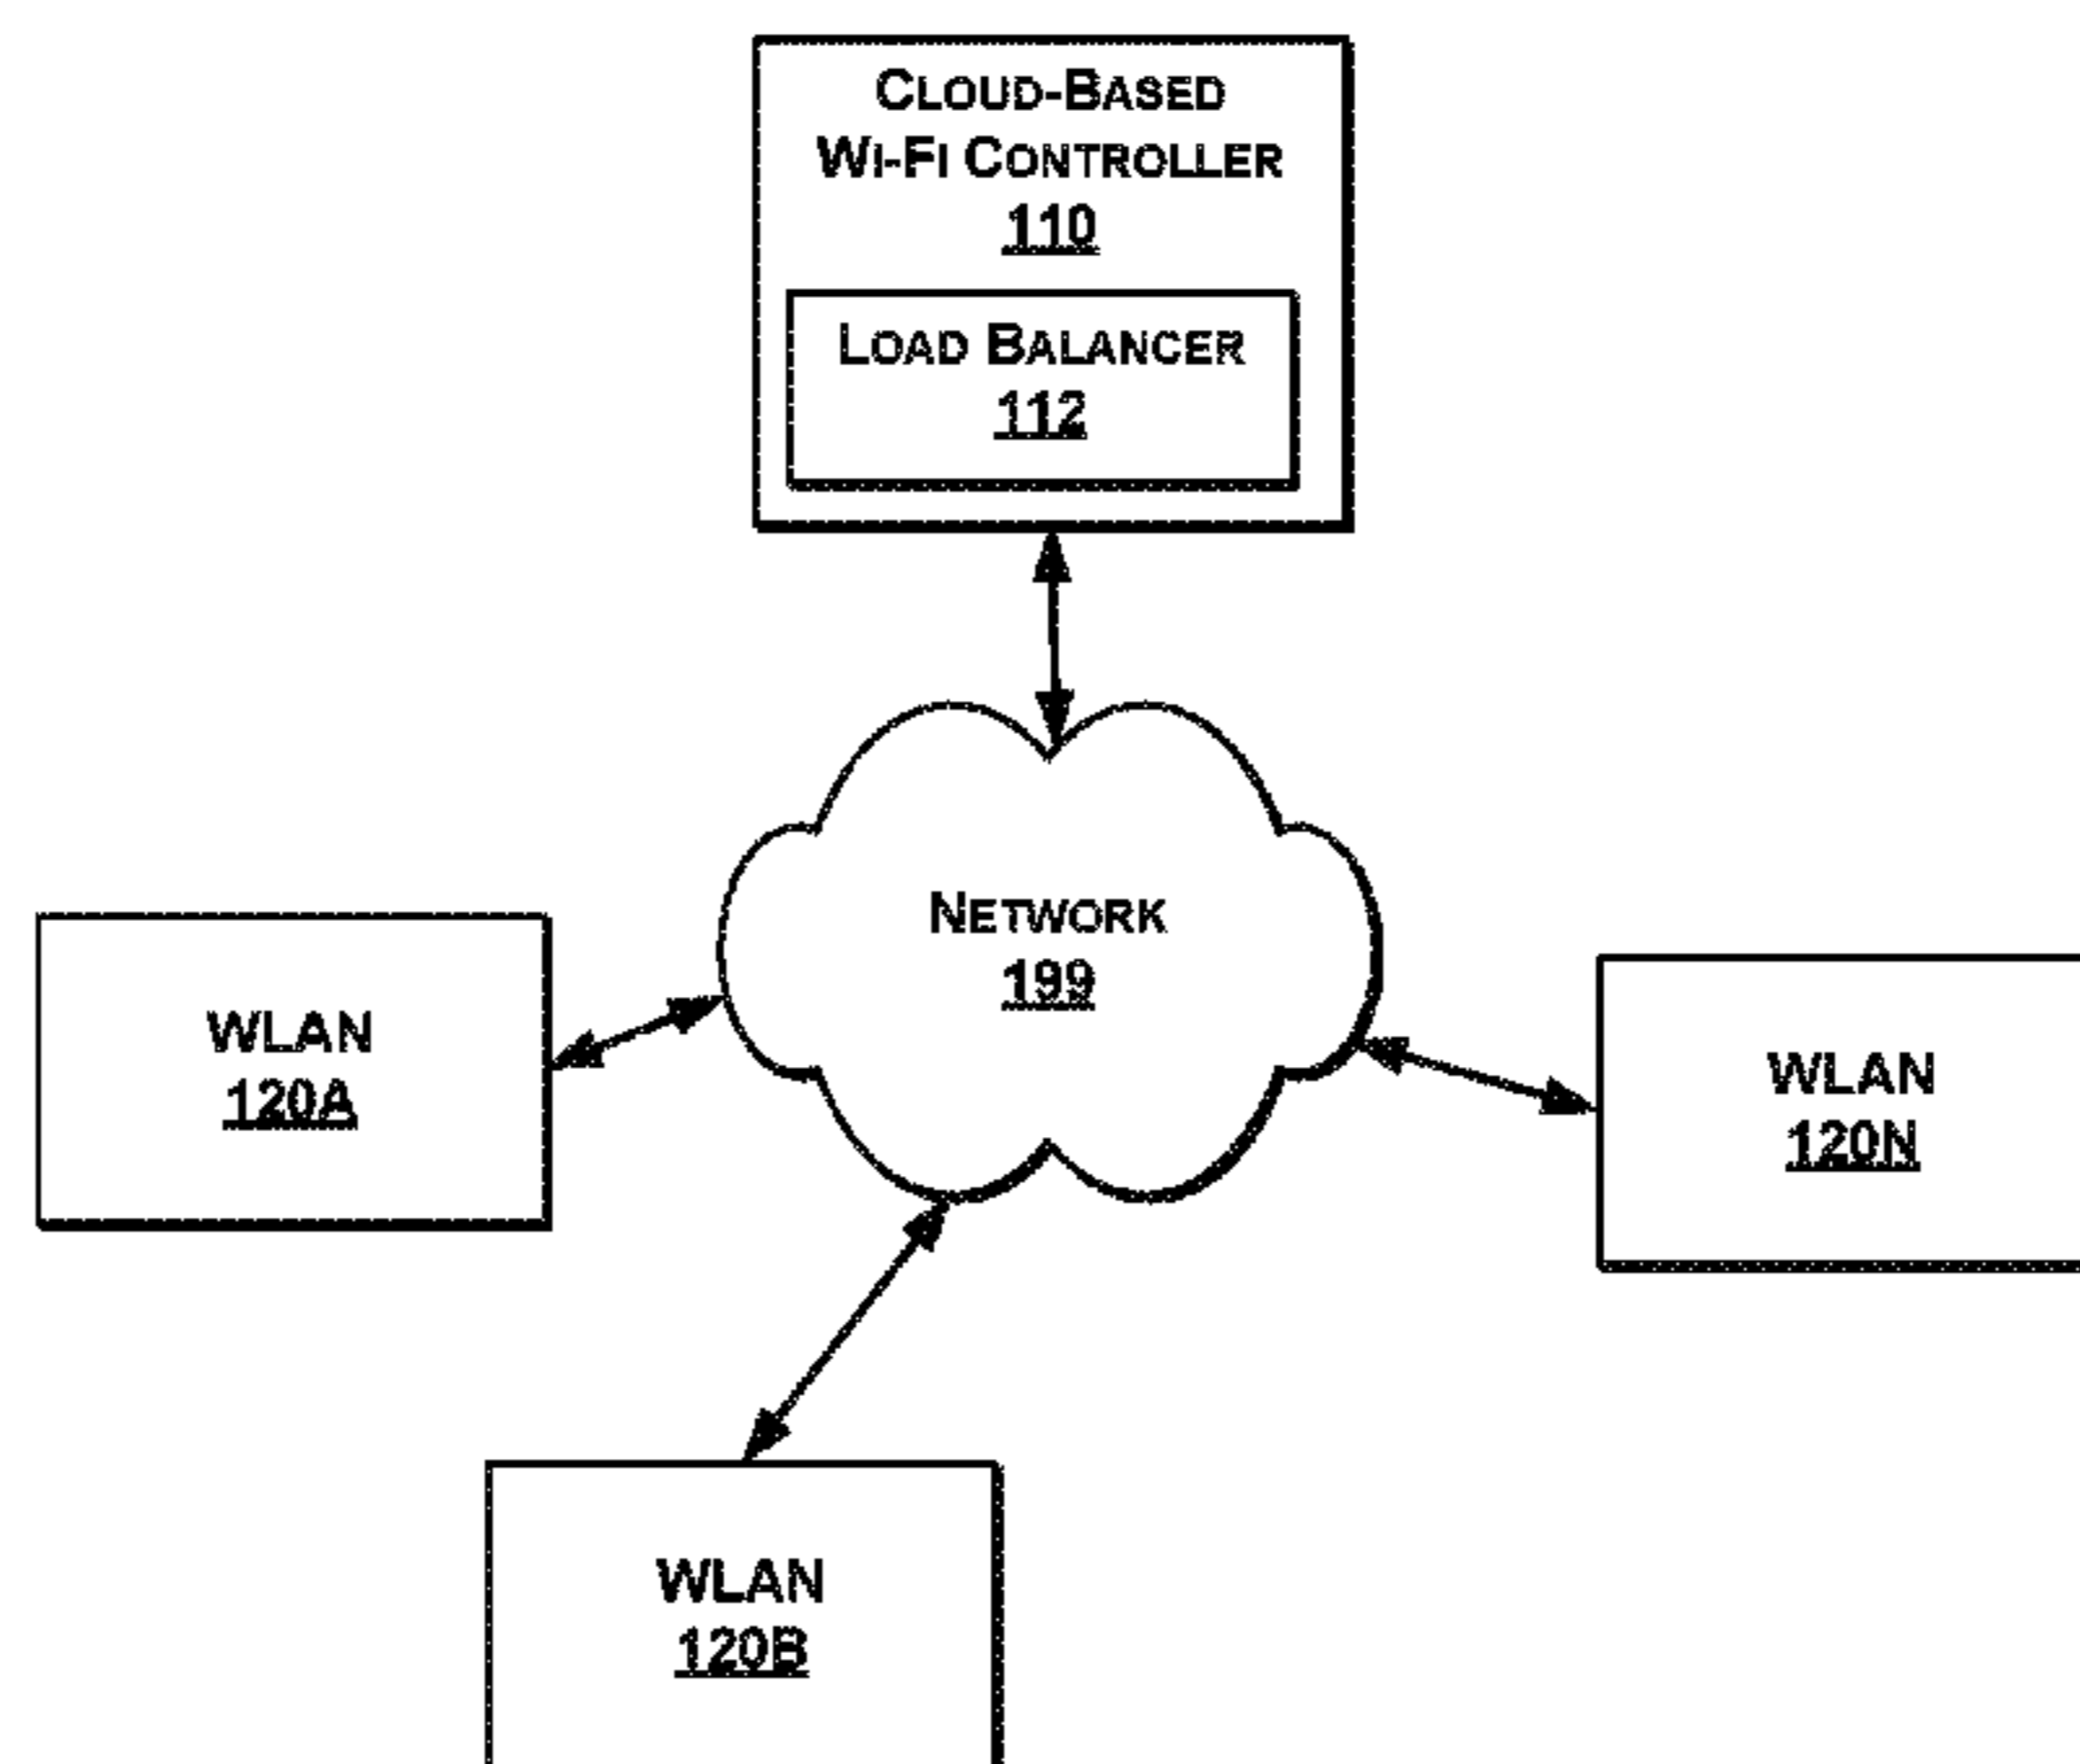 CLOUD-BASED
WI-FI CONTROLLER
110
LOAD BALANCER
112
NETWORK
199
WLAN
120A
WLAN
120N
WLAN
120B